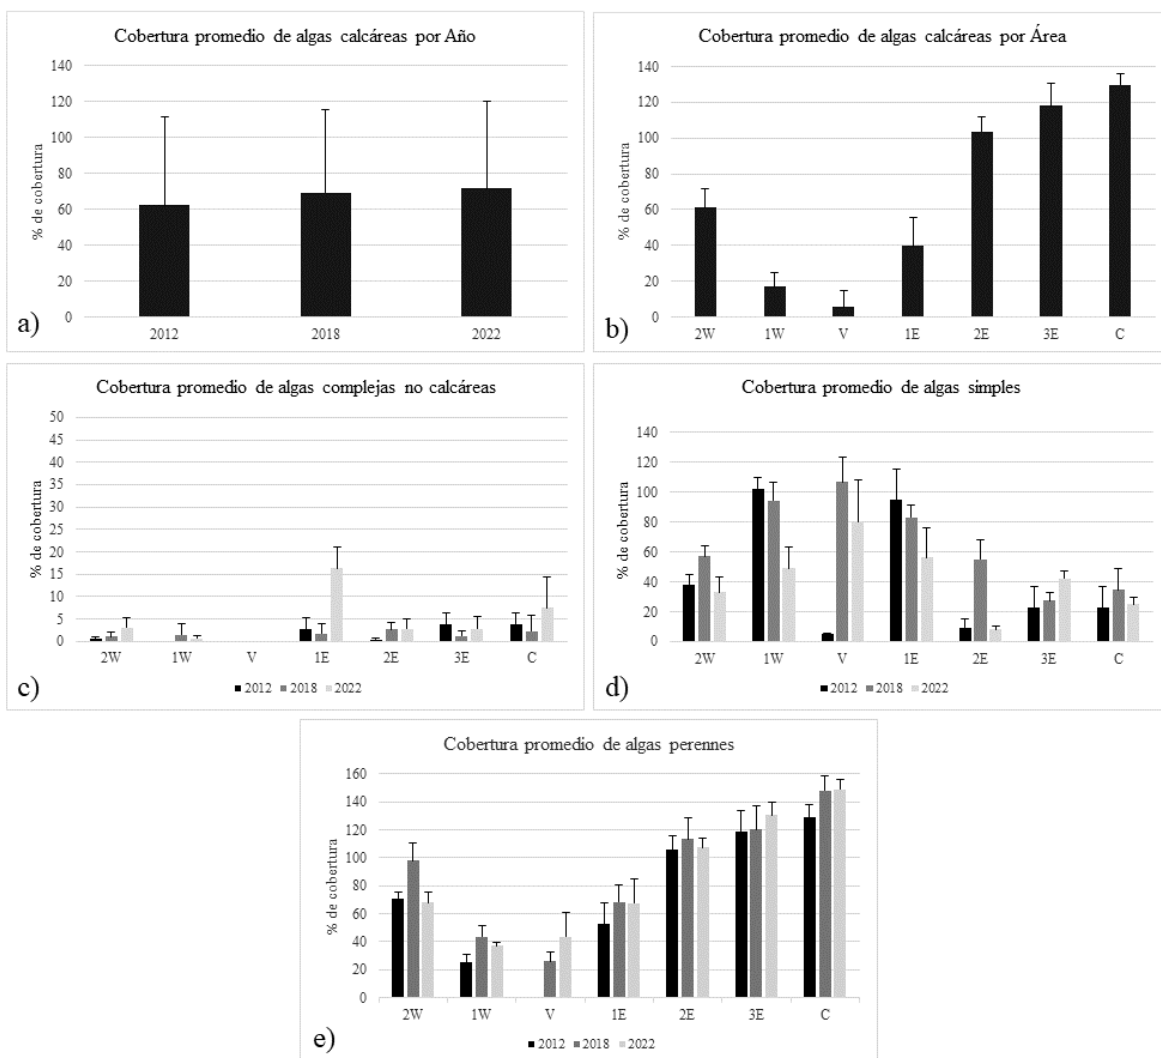 Cobertura promedio de algas calcáreas por Año
% de cobertura
140
120
100
80
60
40
20
0
2012 2018 2022
a)
Cobertura promedio de algas calcáreas por Área
% de cobertura
140
120
100
80
60
40
20
0
2W 1W V 1E 2E 3E C
b)
Cobertura promedio de algas complejas no calcáreas
% de cobertura
50
45
40
35
30
25
20
15
10
5
0
2W 1W V 1E 2E 3E C
2012 2018 2022
c)
Cobertura promedio de algas simples
% de cobertura
140
120
100
80
60
40
20
0
2W 1W V 1E 2E 3E C
2012 2018 2022
d)
Cobertura promedio de algas perennes
% de cobertura
160
140
120
100
80
60
40
20
0
2W 1W V 1E 2E 3E C
2012 2018 2022
e)